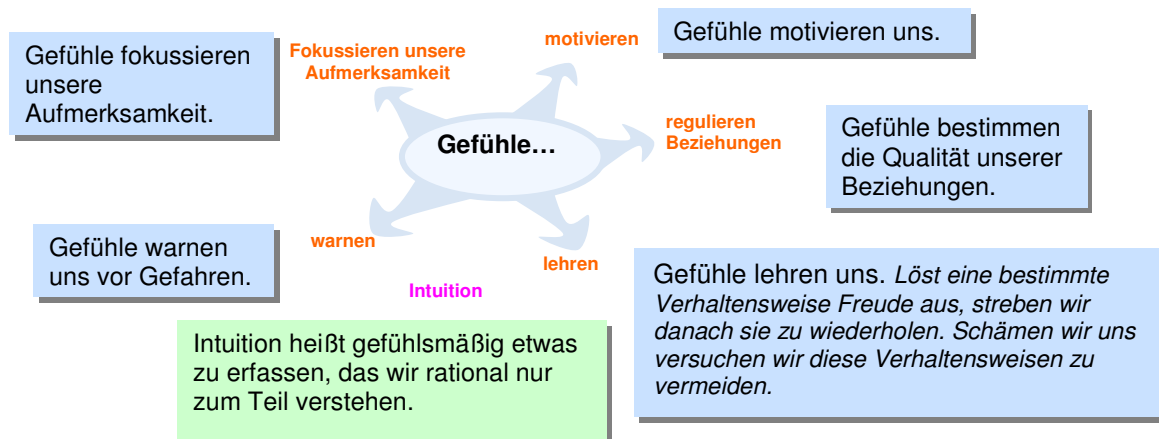 Gefühle fokussieren
unsere
Aufmerksamkeit.
Fokussieren unsere
Aufmerksamkeit
motivieren
Gefühle motivieren uns.
Gefühle…
regulieren
Beziehungen
Gefühle bestimmen
die Qualität unserer
Beziehungen.
Gefühle warnen
uns vor Gefahren.
warnen
lehren
Gefühle lehren uns. Löst eine bestimmte
Verhaltensweise Freude aus, streben wir
danach sie zu wiederholen. Schämen wir uns
versuchen wir diese Verhaltensweisen zu
vermeiden.
Intuition
Intuition heißt gefühlsmäßig etwas
zu erfassen, das wir rational nur
zum Teil verstehen.